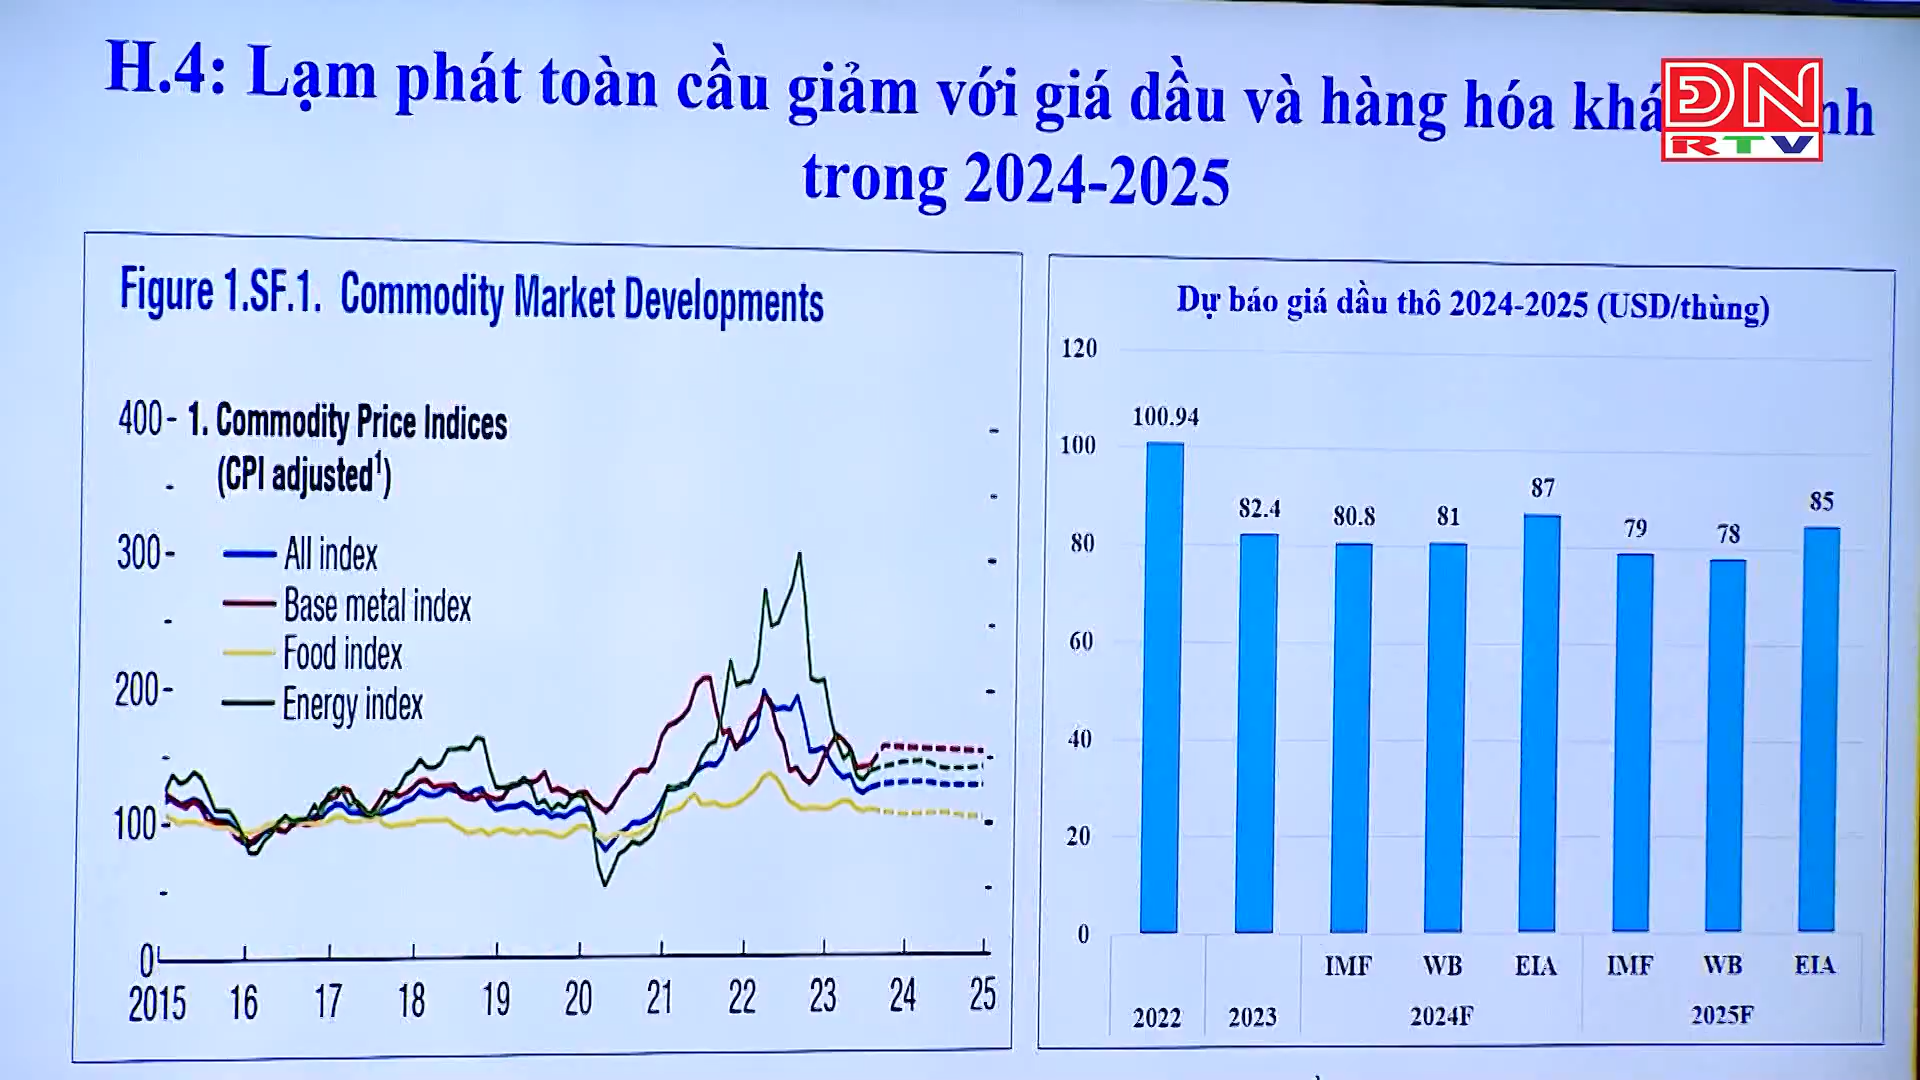 H.4: Lạm phát toàn cầu giảm với giá dầu và hàng hóa
trong 2024-2025
ĐN
RTV
Figure 1.SF.1. Commodity Market Developments
400
1. Commodity Price Indices
(CPI adjusted¹)
300
All index
Base metal index
Food index
200
Energy index
100
0
2015 16 17 18 19 20 21 22 23 24 25
Dự báo giá dầu thô 2024-2025 (USD/thùng)
120
100.94
100
87
85
82.4
80.8
81
79
78
80
60
40
20
0
IMF WB EIA IMF WB EIA
2022 2023 2024F 2025F